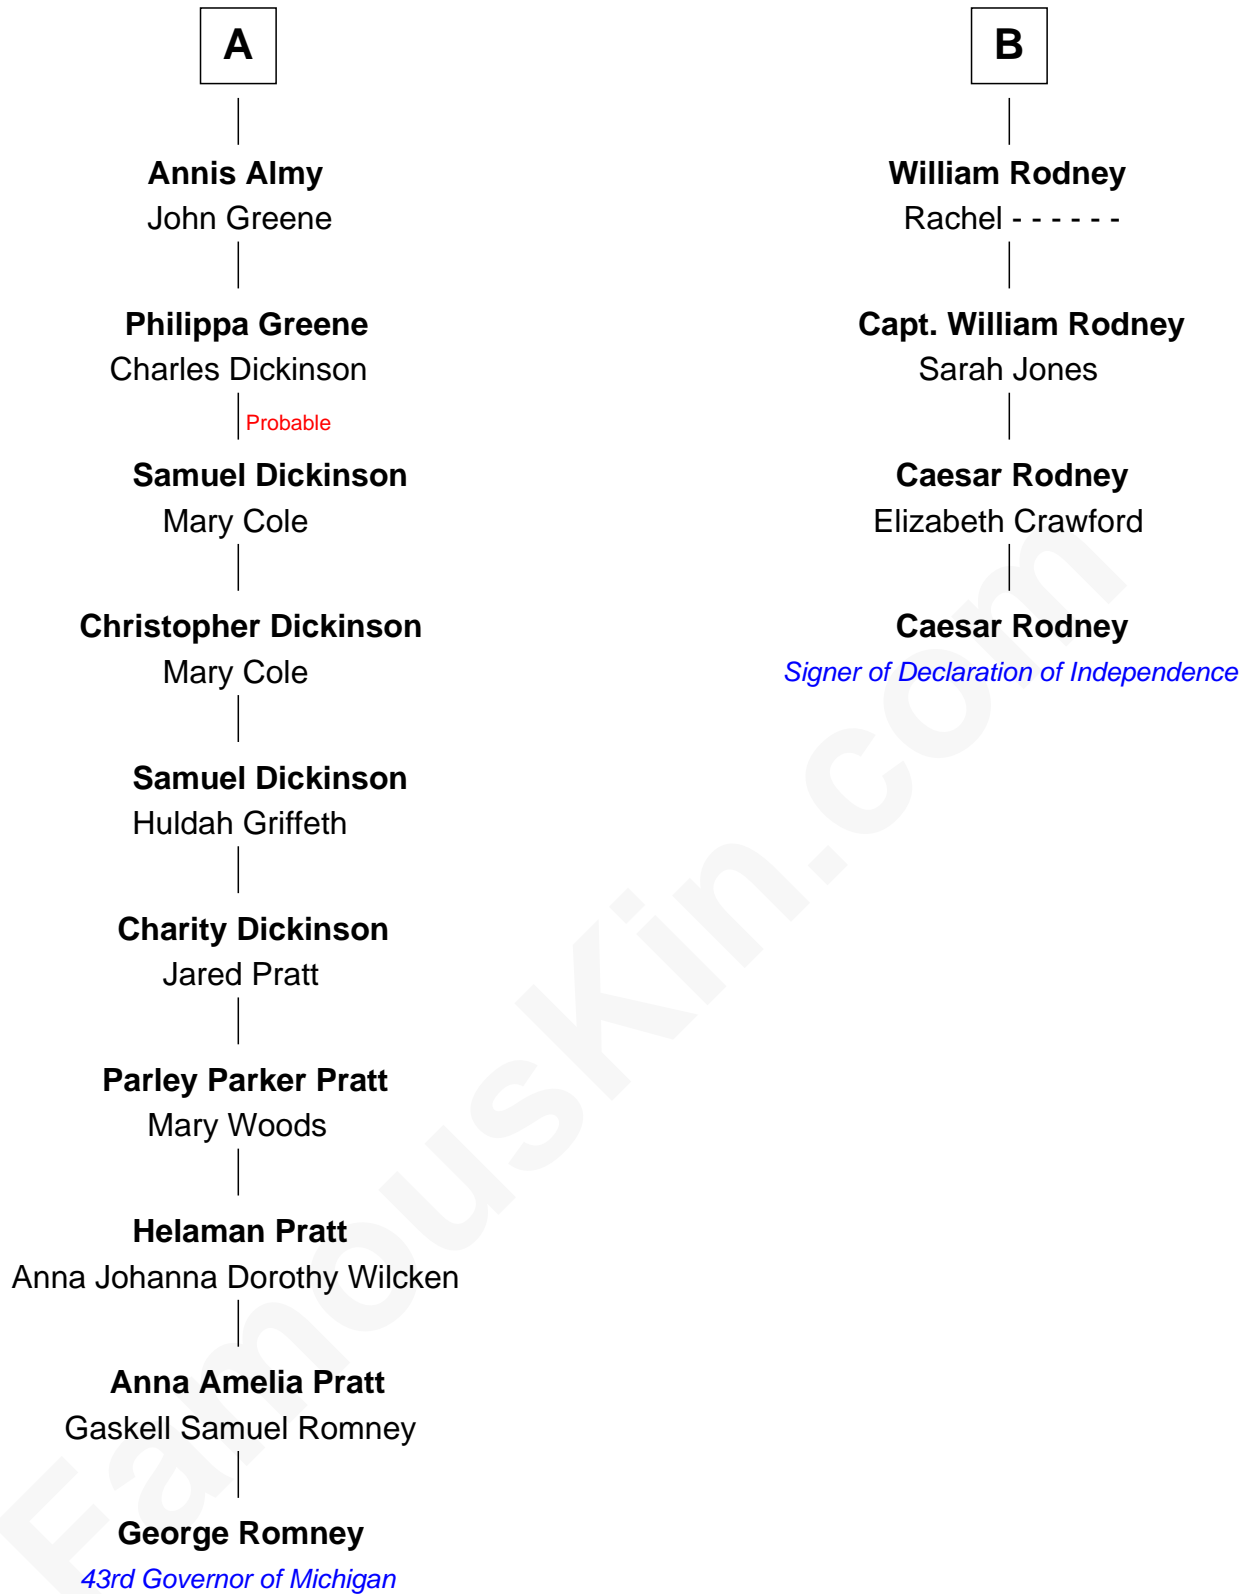 A
Annis Almy
John Greene
Philippa Greene
Charles Dickinson
Probable
Samuel Dickinson
Mary Cole
Christopher Dickinson
Mary Cole
Samuel Dickinson
Huldah Griffeth
Charity Dickinson
Jared Pratt
Parley Parker Pratt
Mary Woods
Helaman Pratt
Anna Johanna Dorothy Wilcken
Anna Amelia Pratt
Gaskell Samuel Romney
George Romney
43rd Governor of Michigan
B
William Rodney
Rachel - - - - - -
Capt. William Rodney
Sarah Jones
Caesar Rodney
Elizabeth Crawford
Caesar Rodney
Signer of Declaration of Independence
FamousKin.com